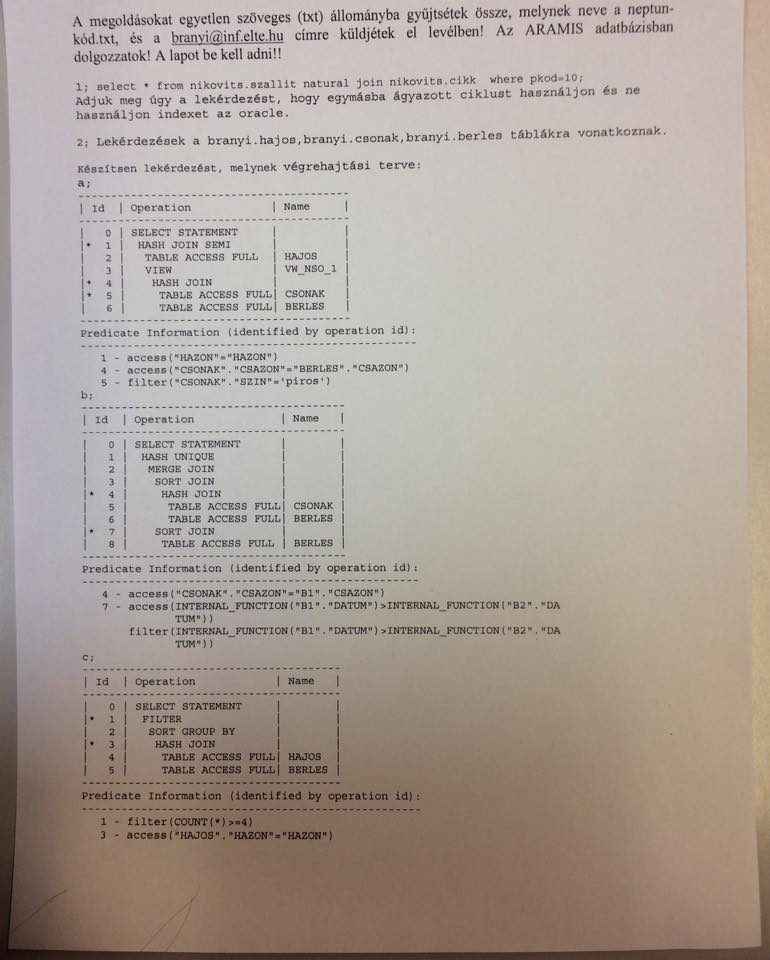 A megoldásokat egyetlen szöveges (txt) állományba gyűjtsétek össze, melynek neve a neptun-
kód.txt, és a branyi@inf.elte.hu címre küldjétek el levélben! Az ARAMIS adatbázisban
dolgozzatok! A lapot be kell adni!!
1; select * from nikovits.szallit natural join nikovits.cikk where pkod=10;
Adjuk meg úgy a lekérdezést, hogy egymásba ágyazott ciklust használjon és ne
használjon indexet az oracle.
2; Lekérdezések a branyi.hajos,branyi.csonak,branyi.berles táblákra vonatkoznak.
Készítsen lekérdezést, melynek végrehajtási terve:
a;
---------------------------------------
| Id | Operation | Name |
---------------------------------------
| 0 | SELECT STATEMENT | |
|* 1 | HASH JOIN SEMI | |
| 2 | TABLE ACCESS FULL | HAJOS |
| 3 | VIEW | VW_NSO_1 |
|* 4 | HASH JOIN | |
|* 5 | TABLE ACCESS FULL| CSONAK |
| 6 | TABLE ACCESS FULL| BERLES |
---------------------------------------
Predicate Information (identified by operation id):
---------------------------------------------------
1 - access("HAZON"="HAZON")
4 - access("CSONAK"."CSAZON"="BERLES"."CSAZON")
5 - filter("CSONAK"."SZIN"='piros')
b;
---------------------------------------
| Id | Operation | Name |
---------------------------------------
| 0 | SELECT STATEMENT | |
| 1 | HASH UNIQUE | |
| 2 | MERGE JOIN | |
| 3 | SORT JOIN | |
|* 4 | HASH JOIN | |
| 5 | TABLE ACCESS FULL| CSONAK |
| 6 | TABLE ACCESS FULL| BERLES |
|* 7 | SORT JOIN | |
| 8 | TABLE ACCESS FULL | BERLES |
---------------------------------------
Predicate Information (identified by operation id):
---------------------------------------------------
4 - access("CSONAK"."CSAZON"="B1"."CSAZON")
7 - access(INTERNAL_FUNCTION("B1"."DATUM")>INTERNAL_FUNCTION("B2"."DA
TUM"))
filter(INTERNAL_FUNCTION("B1"."DATUM")>INTERNAL_FUNCTION("B2"."DA
TUM"))
c;
---------------------------------------
| Id | Operation | Name |
---------------------------------------
| 0 | SELECT STATEMENT | |
|* 1 | FILTER | |
| 2 | SORT GROUP BY | |
|* 3 | HASH JOIN | |
| 4 | TABLE ACCESS FULL| HAJOS |
| 5 | TABLE ACCESS FULL| BERLES |
---------------------------------------
Predicate Information (identified by operation id):
---------------------------------------------------
1 - filter(COUNT(*)>=4)
3 - access("HAJOS"."HAZON"="HAZON")